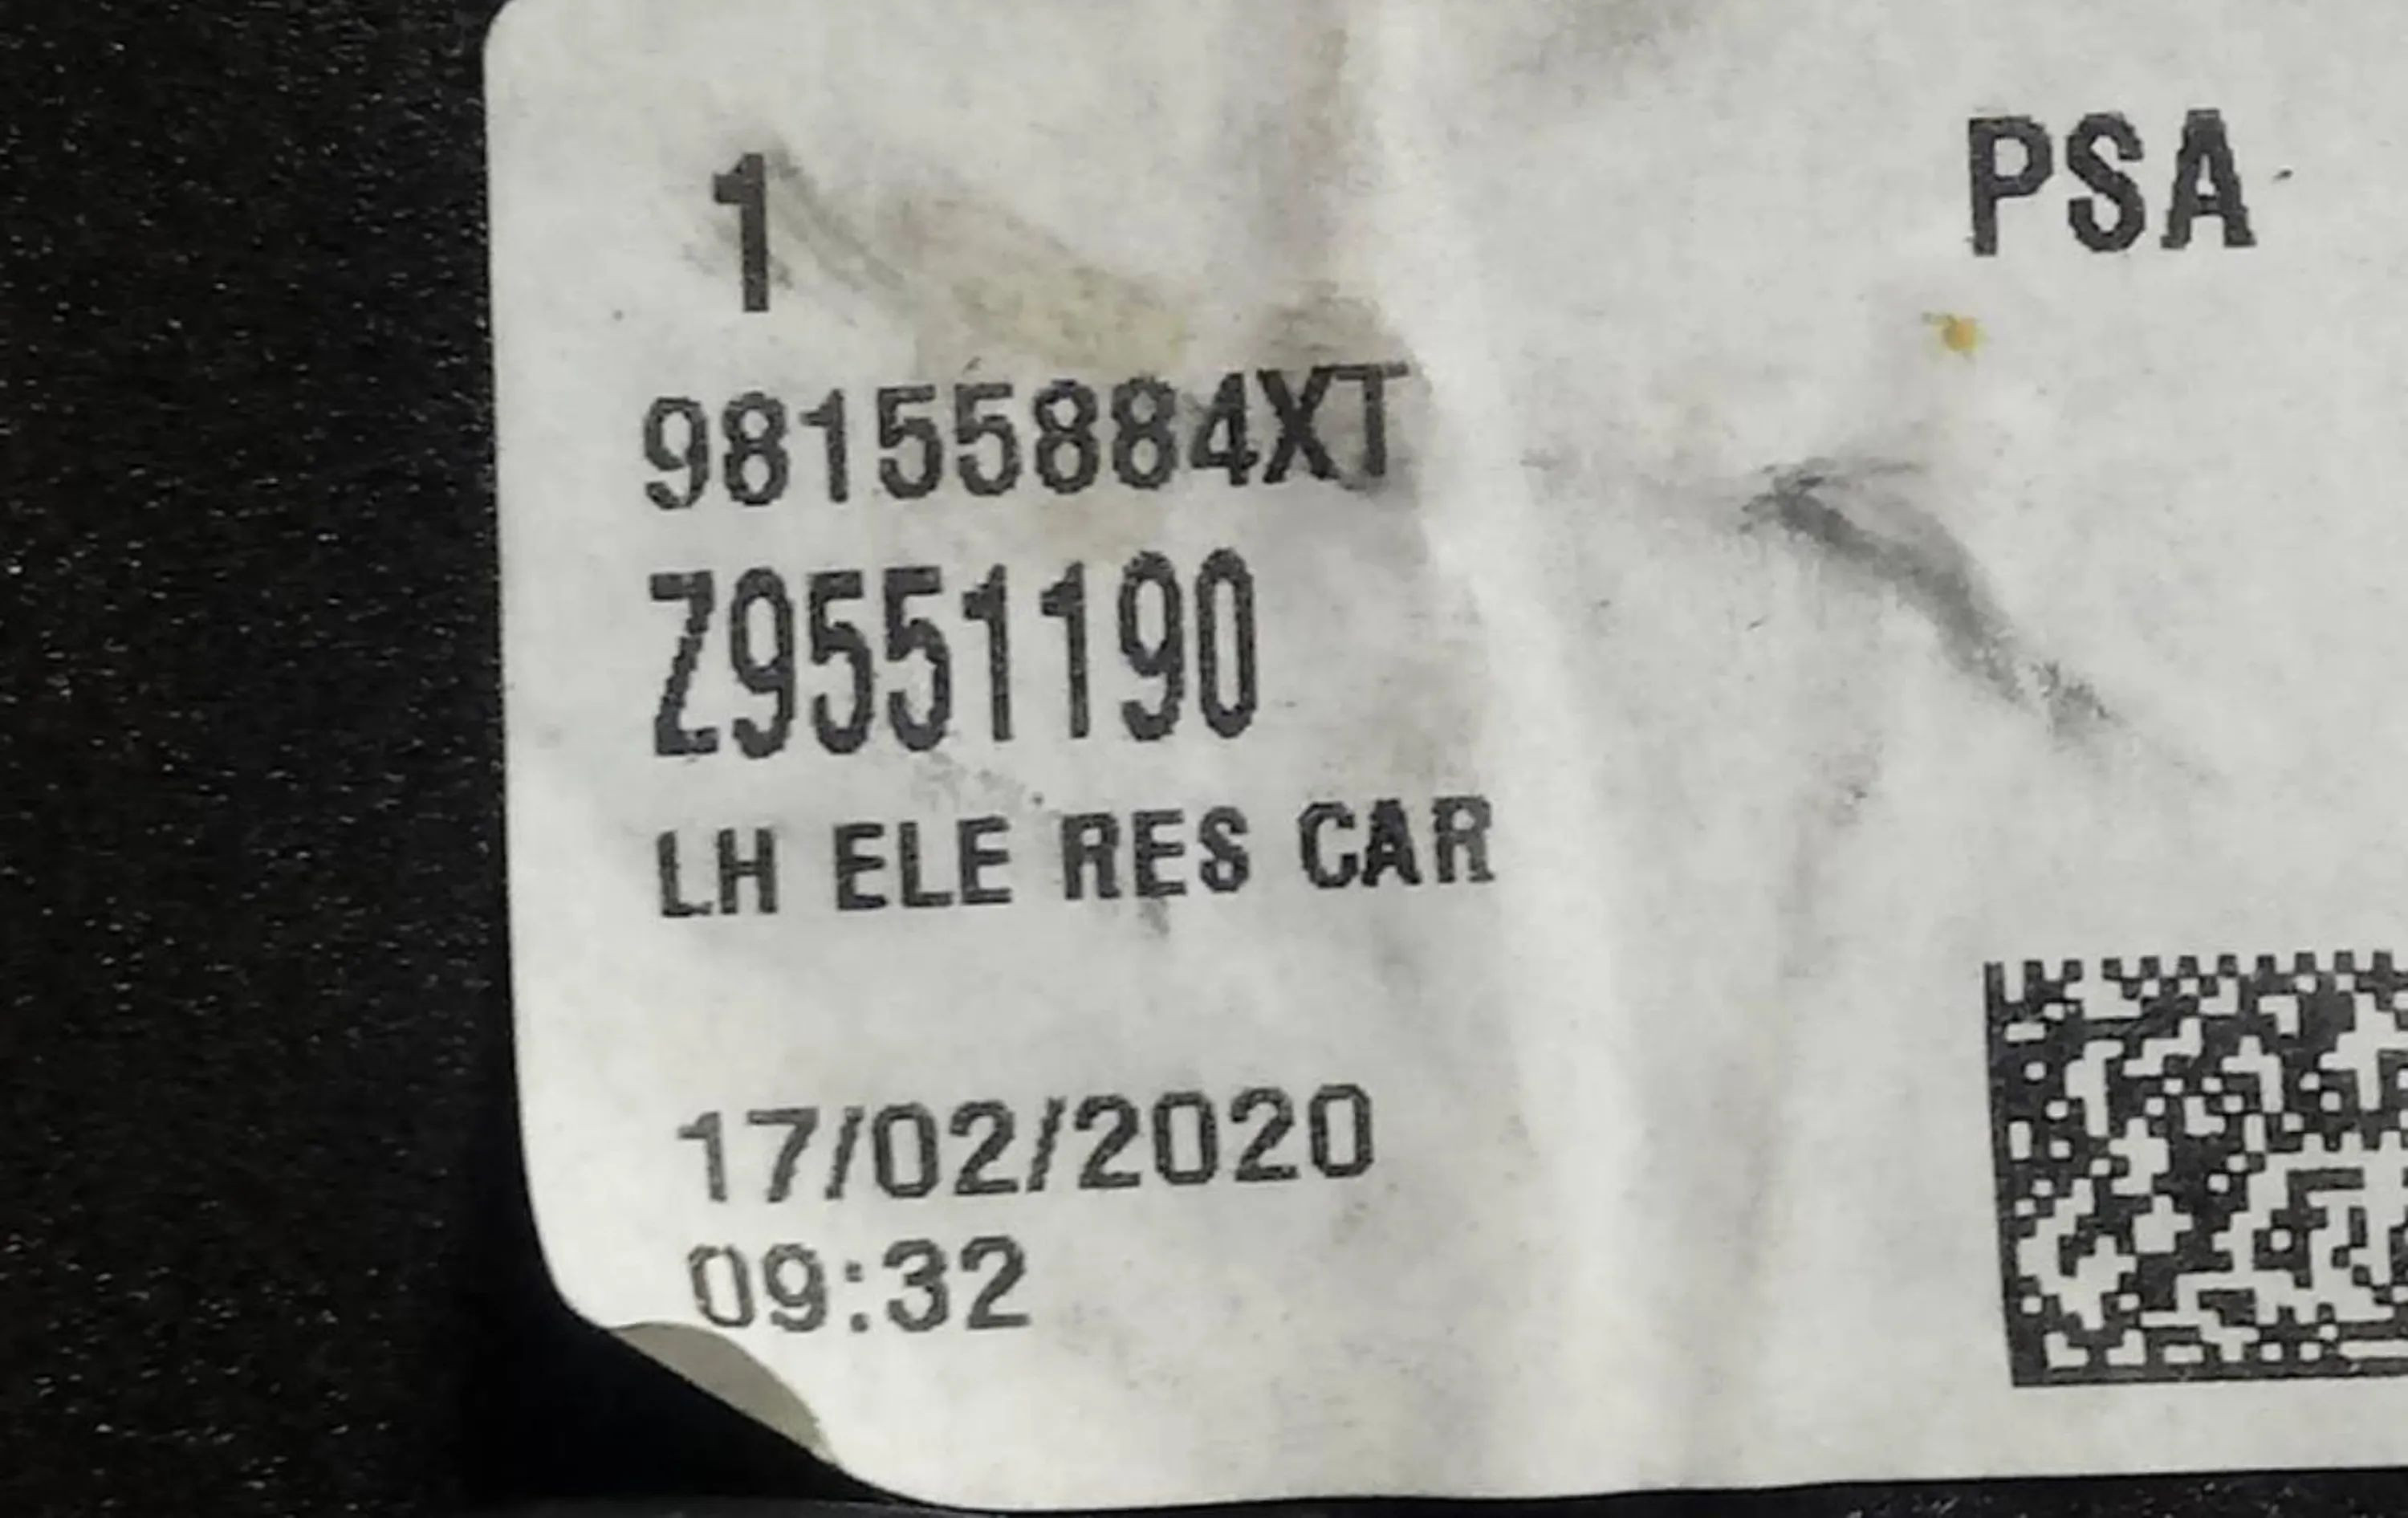 1
PSA
98155884XT
Z9551190
LH ELE RES CAR
17/02/2020
09:32